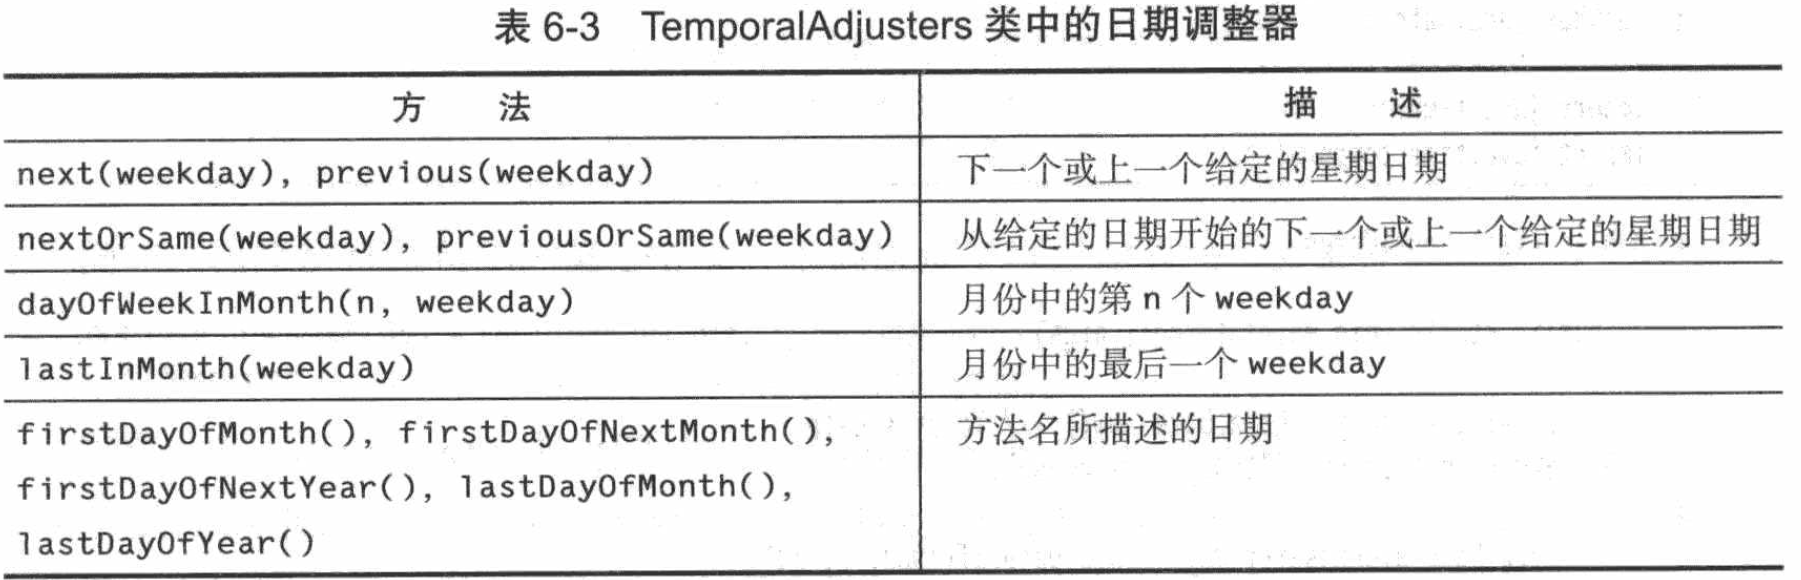 表 6-3 TemporalAdjusters 类中的日期调整器
方 法 描 述
next(weekday), previous(weekday) 下一个或上一个给定的星期日期
nextOrSame(weekday), previousOrSame(weekday) 从给定的日期开始的下一个或上一个给定的星期日期
dayOfWeekInMonth(n, weekday) 月份中的第 n 个 weekday
lastInMonth(weekday) 月份中的最后一个 weekday
firstDayOfMonth(), firstDayOfNextMonth(), 方法名所描述的日期
firstDayOfNextYear(), lastDayOfMonth(),
lastDayOfYear()